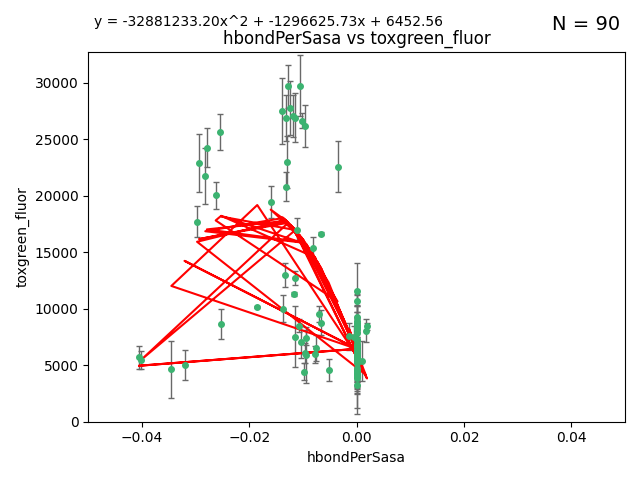 y = -32881233.20x^2 + -1296625.73x + 6452.56
N = 90
hbondPerSasa vs toxgreen_fluor
30000
25000
20000
15000
10000
5000
0
toxgreen_fluor
−0.04
−0.02
0.00
0.02
0.04
hbondPerSasa